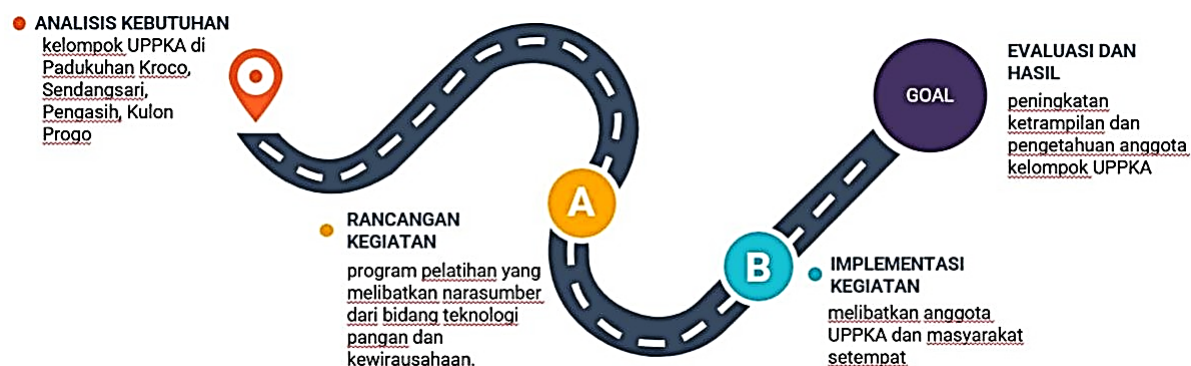 ANALISIS KEBUTUHAN
kelompok UPPKA di
Padukuhan Kroco,
Sendangsari,
Pengasih, Kulon
Progo
A
RANCANGAN
KEGIATAN
program pelatihan yang
melibatkan narasumber
dari bidang teknologi
pangan dan
kewirausahaan.
B
IMPLEMENTASI
KEGIATAN
melibatkan anggota
UPPKA dan masyarakat
setempat
GOAL
EVALUASI DAN
HASIL
peningkatan
ketrampilan dan
pengetahuan anggota
kelompok UPPKA